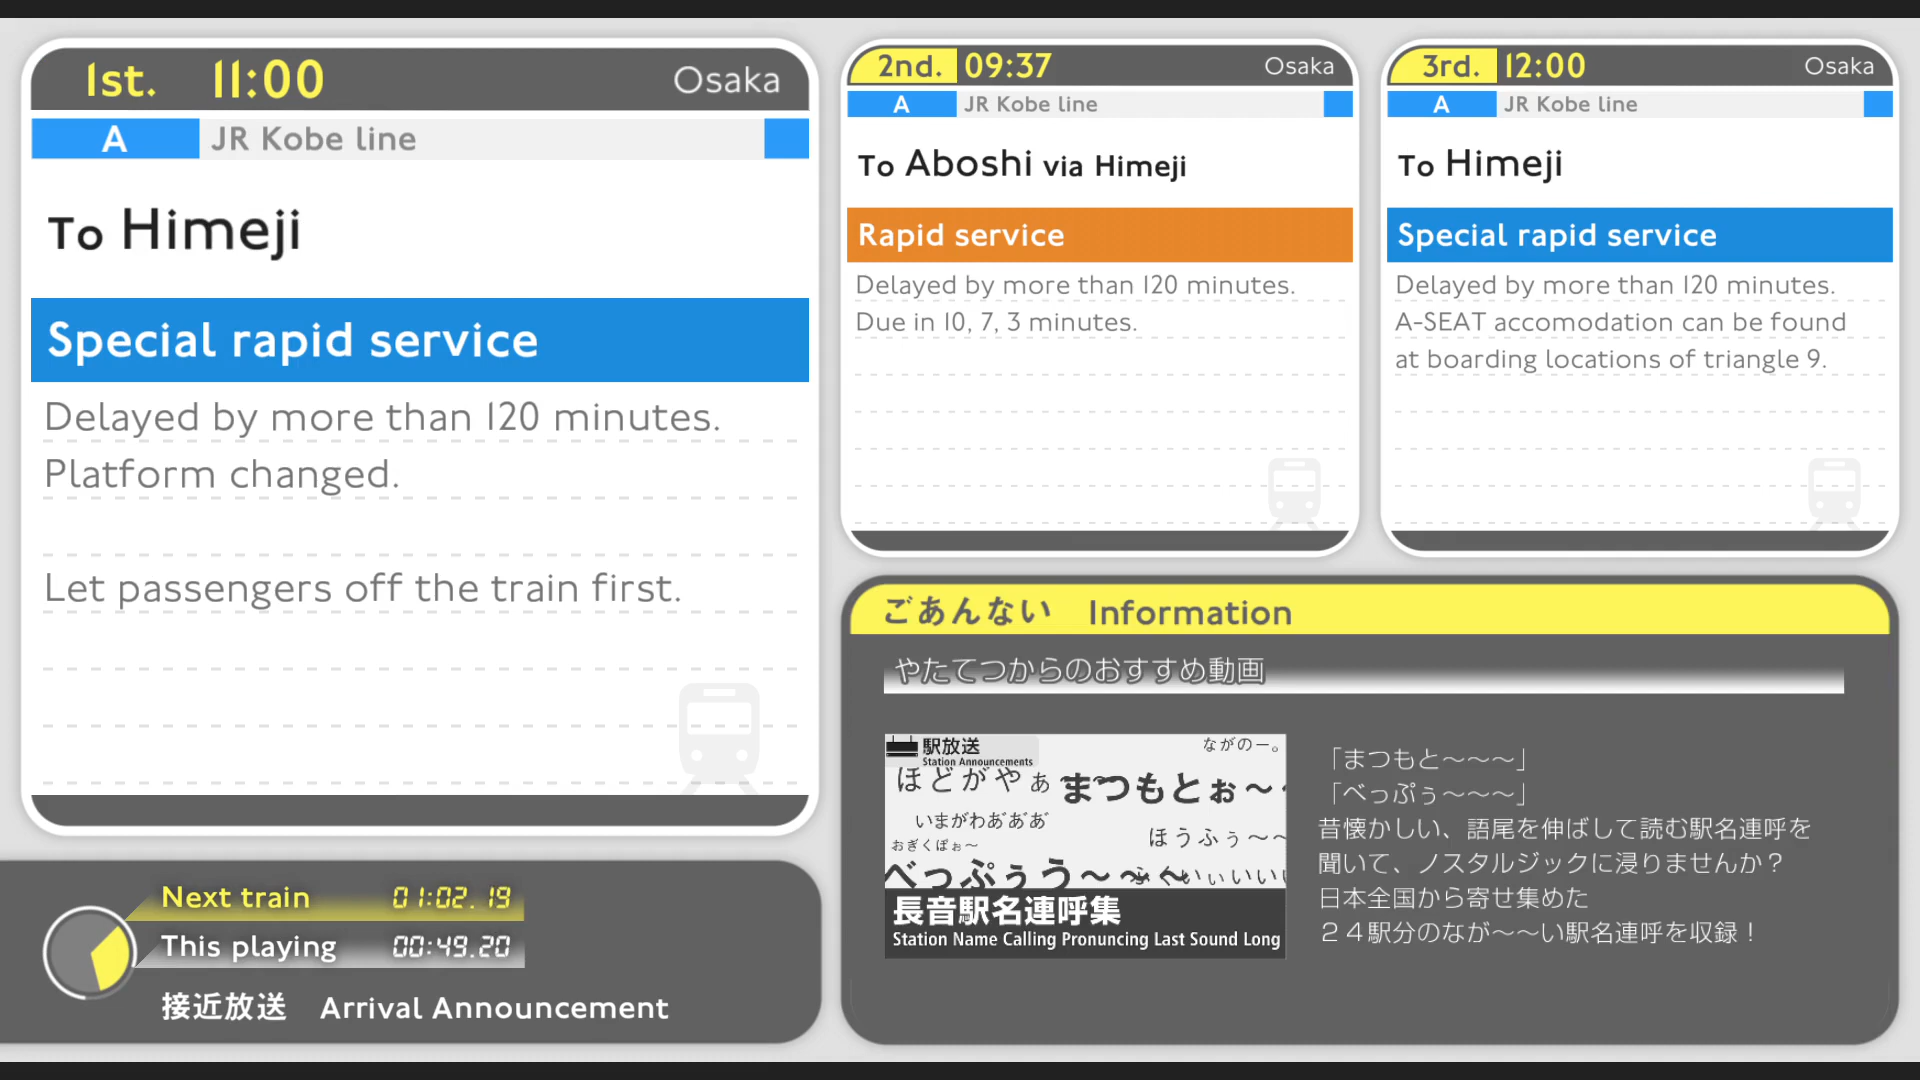 1st. 11:00 Osaka
A JR Kobe line
To Himeji
Special rapid service
Delayed by more than 120 minutes.
Platform changed.
Let passengers off the train first.
2nd. 09:37 Osaka
A JR Kobe line
To Aboshi via Himeji
Rapid service
Delayed by more than 120 minutes.
Due in 10, 7, 3 minutes.
3rd. 12:00 Osaka
A JR Kobe line
To Himeji
Special rapid service
Delayed by more than 120 minutes.
A-SEAT accomodation can be found
at boarding locations of triangle 9.
Next train 01:02.19
This playing 00:49.20
接近放送 Arrival Announcement
ごあんない Information
やたてつからのおすすめ動画
駅放送
Station Announcements
ながのー。
ほどがやぁ
まつもとぉ～
いまがわあ゛あ゛あ゛
おぎくぼぉ～
ほうふぅ～～
べっぷぅう～～～
長音駅名連呼集
Station Name Calling Pronuncing Last Sound Long
「まつもと～～～」
「べっぷぅ～～～」
昔懐かしい、語尾を伸ばして読む駅名連呼を
聞いて、ノスタルジックに浸りませんか？
日本全国から寄せ集めた
２４駅分のなが～～い駅名連呼を収録！